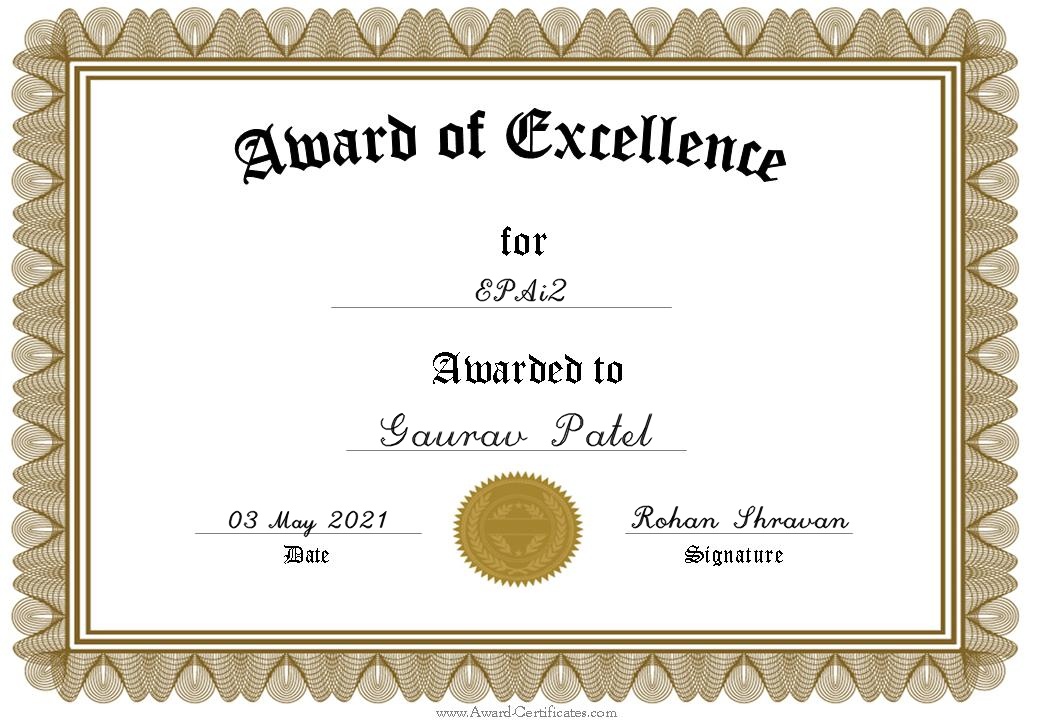 Award of Excellence
for
EPAi2
Awarded to
Gaurav Patel
03 May 2021 Rohan Shravan
Date Signature
www.Award-Certificates.com